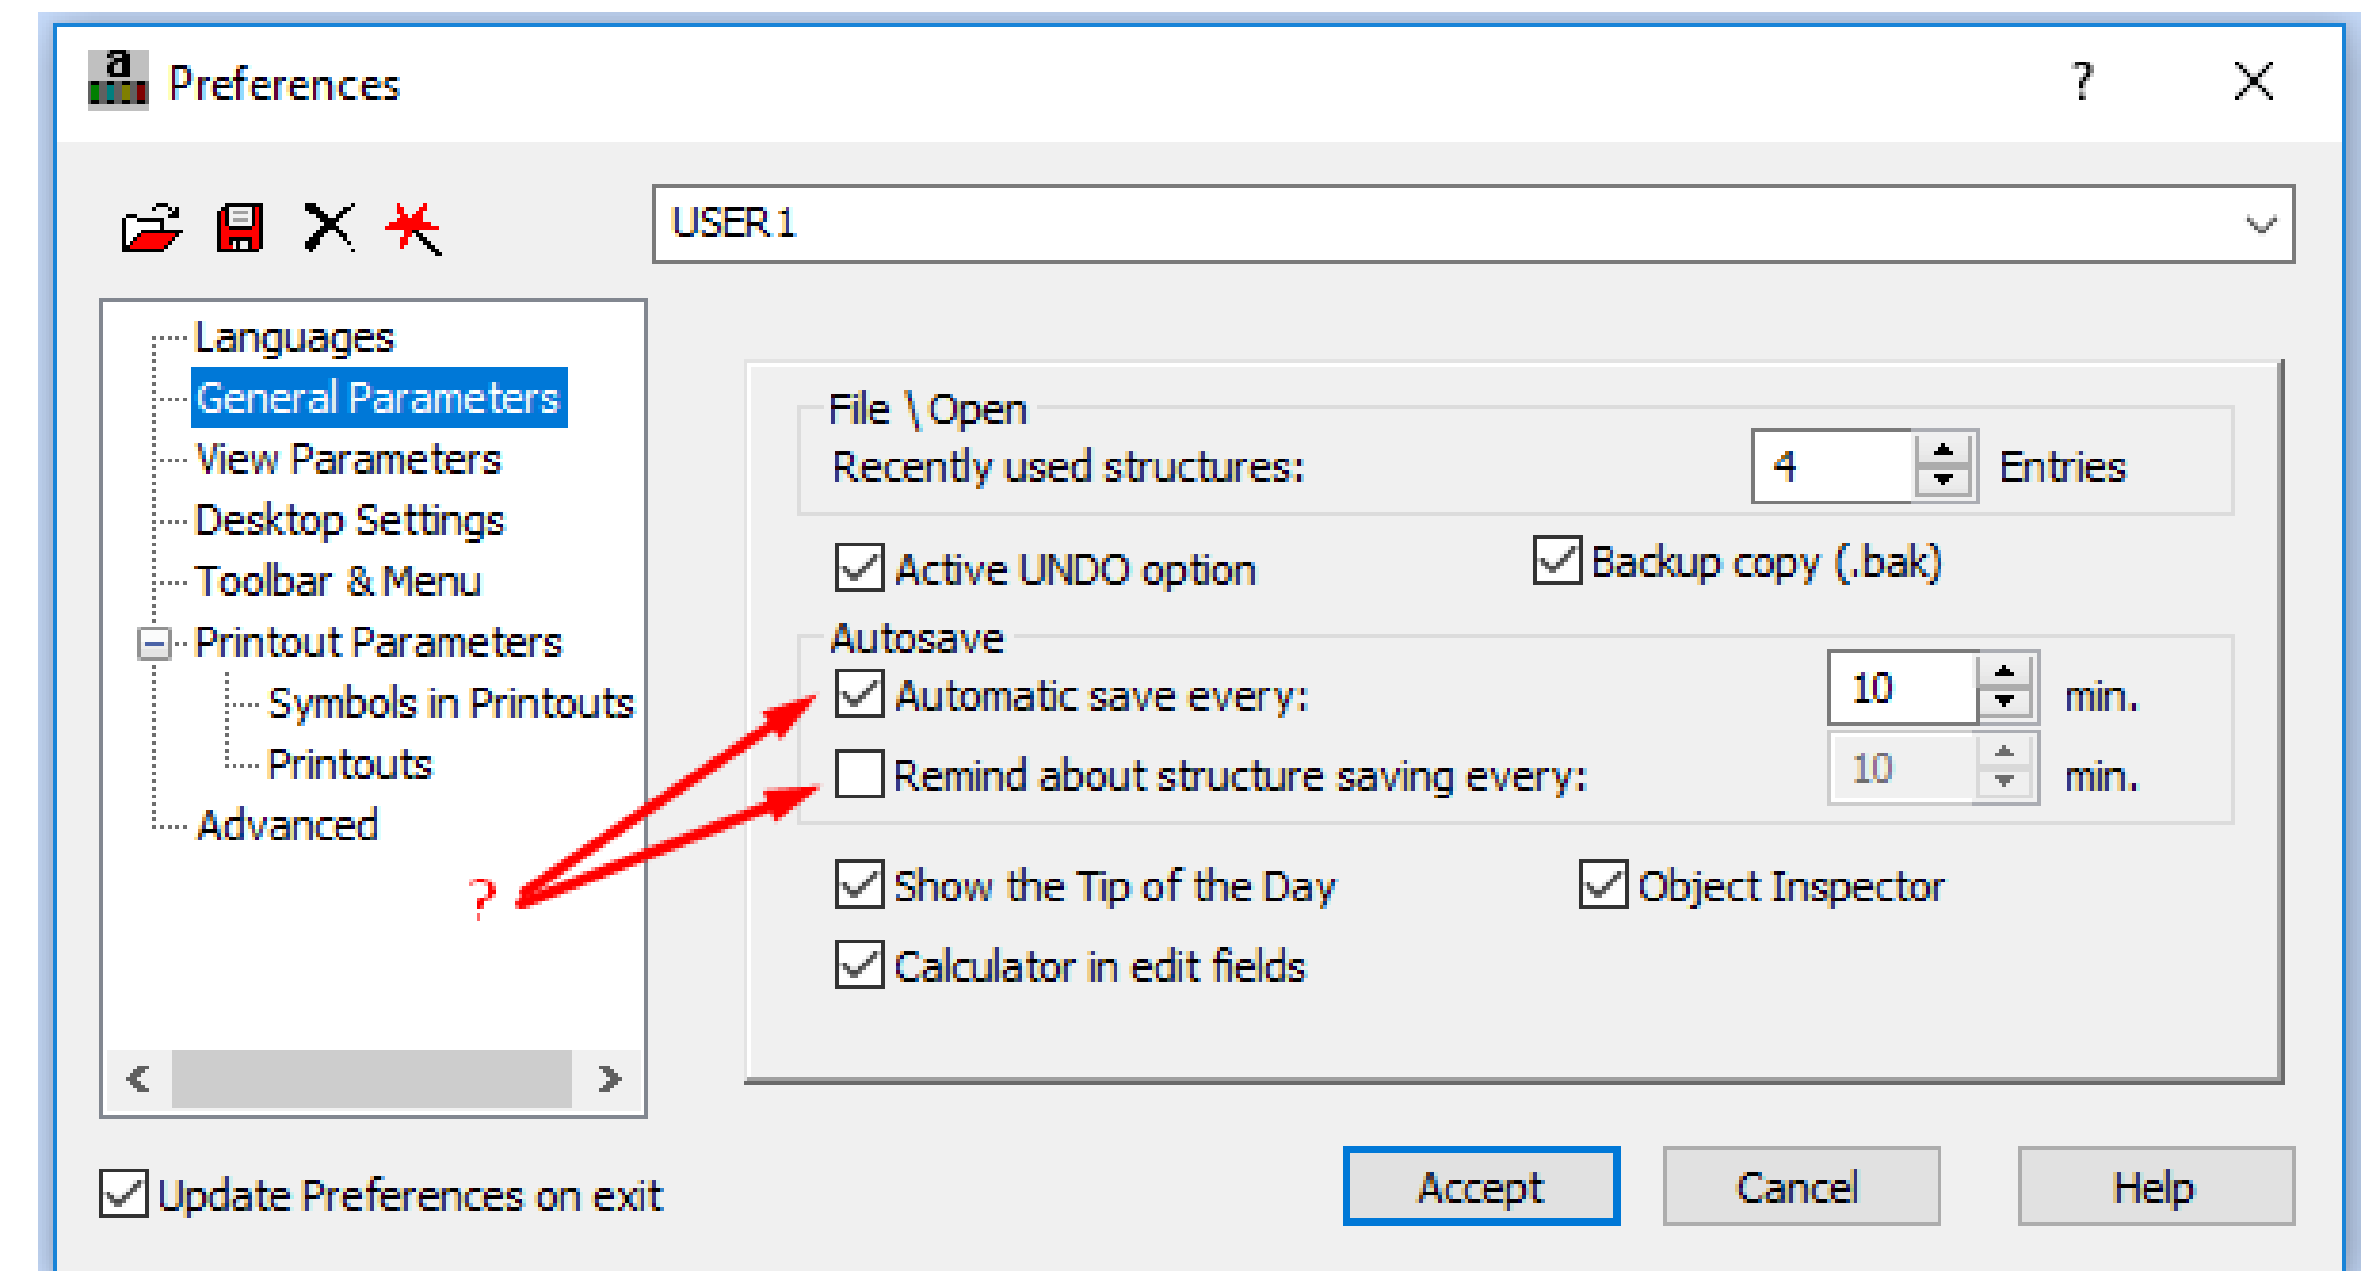 a
Preferences
?
USER1
Languages
General Parameters
View Parameters
Desktop Settings
Toolbar & Menu
Printout Parameters
Symbols in Printouts
Printouts
Advanced
?
File \ Open
Recently used structures:
4
Entries
Active UNDO option
Backup copy (.bak)
Autosave
Automatic save every:
10
min.
Remind about structure saving every:
10
min.
Show the Tip of the Day
Object Inspector
Calculator in edit fields
Update Preferences on exit
Accept
Cancel
Help